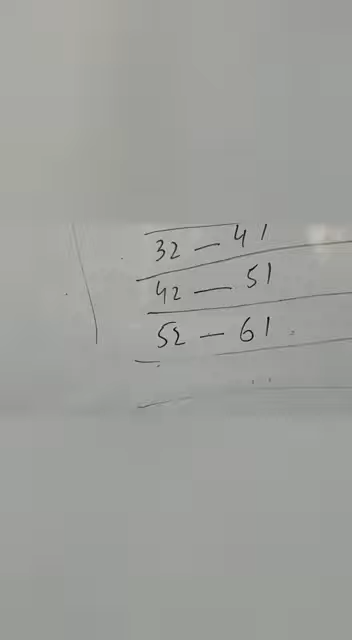 32 — 41
42 — 51
52 — 61